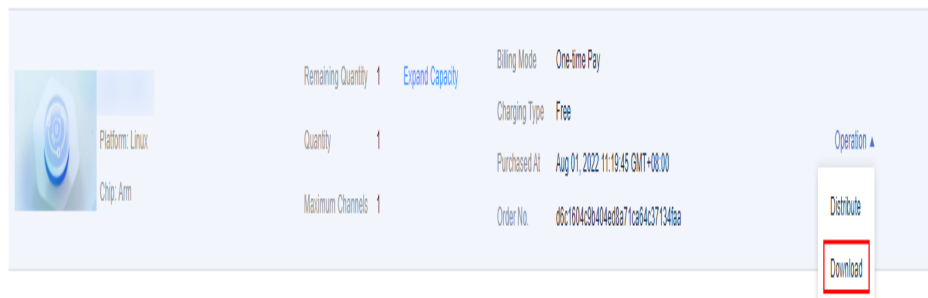 Platform: Linux
Chip: Arm
Remaining Quantity 1 Expand Capacity
Quantity 1
Maximum Channels 1
Billing Mode One-time Pay
Charging Type Free
Purchased At Aug 01, 2022 11:19:45 GMT+08:00
Order No. d6c1604c9b404ed8a71ca64c37134faa
Operation ▲
Distribute
Download